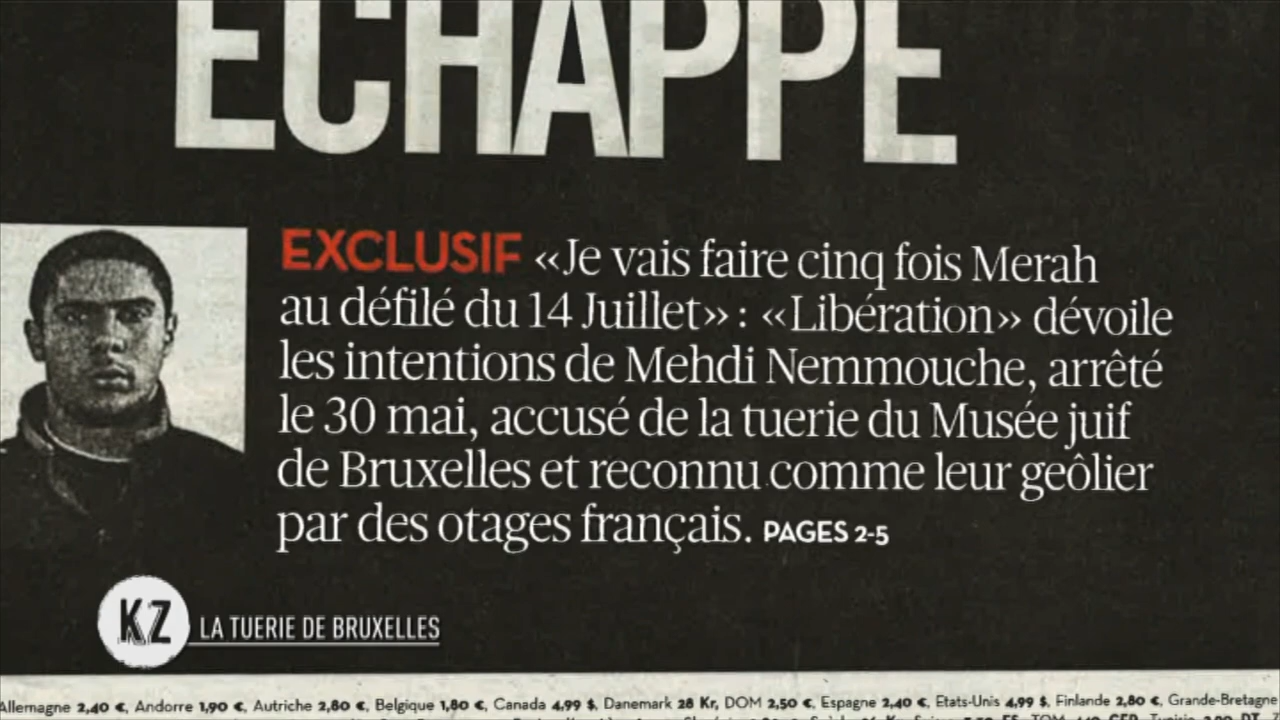 ÉCHAPPÉ
EXCLUSIF «Je vais faire cinq fois Merah
au défilé du 14 Juillet» : «Libération» dévoile
les intentions de Mehdi Nemmouche, arrêté
le 30 mai, accusé de la tuerie du Musée juif
de Bruxelles et reconnu comme leur geôlier
par des otages français. PAGES 2-5
KZ LA TUERIE DE BRUXELLES
Allemagne 2,40 €, Andorre 1,90 €, Autriche 2,80 €, Belgique 1,80 €, Canada 4,99 $, Danemark 28 Kr, DOM 2,50 €, Espagne 2,40 €, Etats-Unis 4,99 $, Finlande 2,80 €, Grande-Bretagne